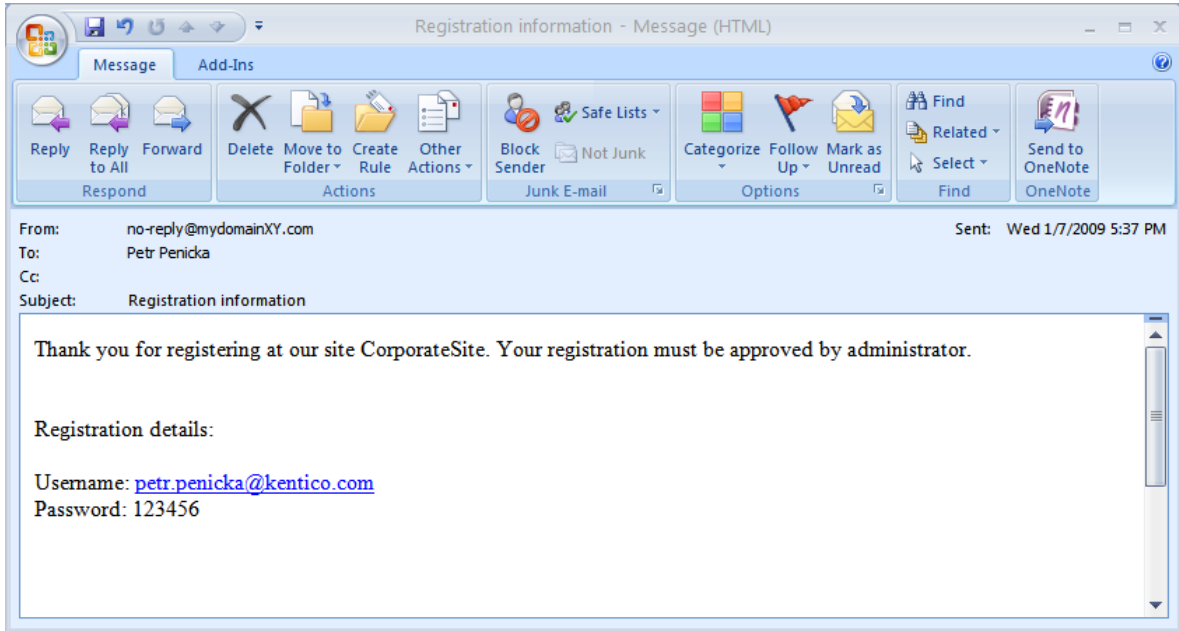 Registration information - Message (HTML)
Message Add-Ins
Reply Reply to All Forward Delete Move to Folder Create Rule Other Actions Block Sender Safe Lists Not Junk Categorize Follow Up Mark as Unread Find Related Select Send to OneNote
Respond Actions Junk E-mail Options Find OneNote
From: no-reply@mydomainXY.com Sent: Wed 1/7/2009 5:37 PM
To: Petr Penicka
Cc:
Subject: Registration information
Thank you for registering at our site CorporateSite. Your registration must be approved by administrator.
Registration details:
Username: petr.penicka@kentico.com
Password: 123456